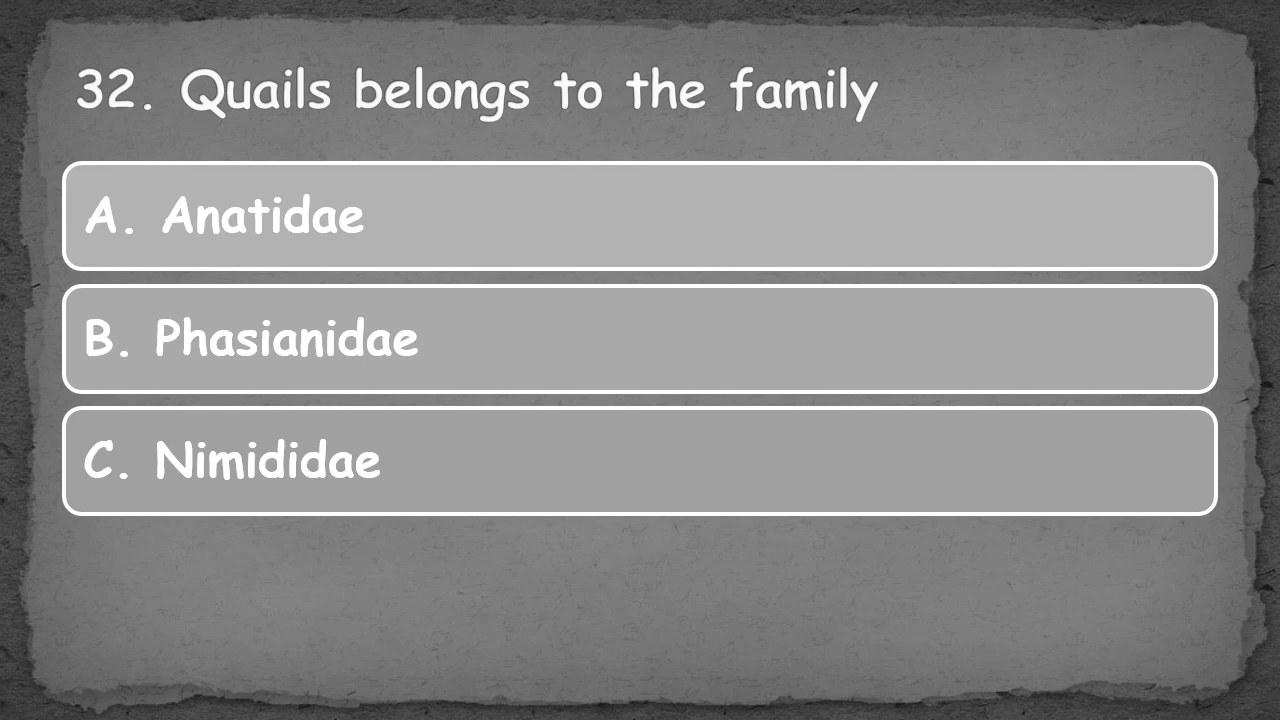 32. Quails belongs to the family
A. Anatidae
B. Phasianidae
C. Nimididae